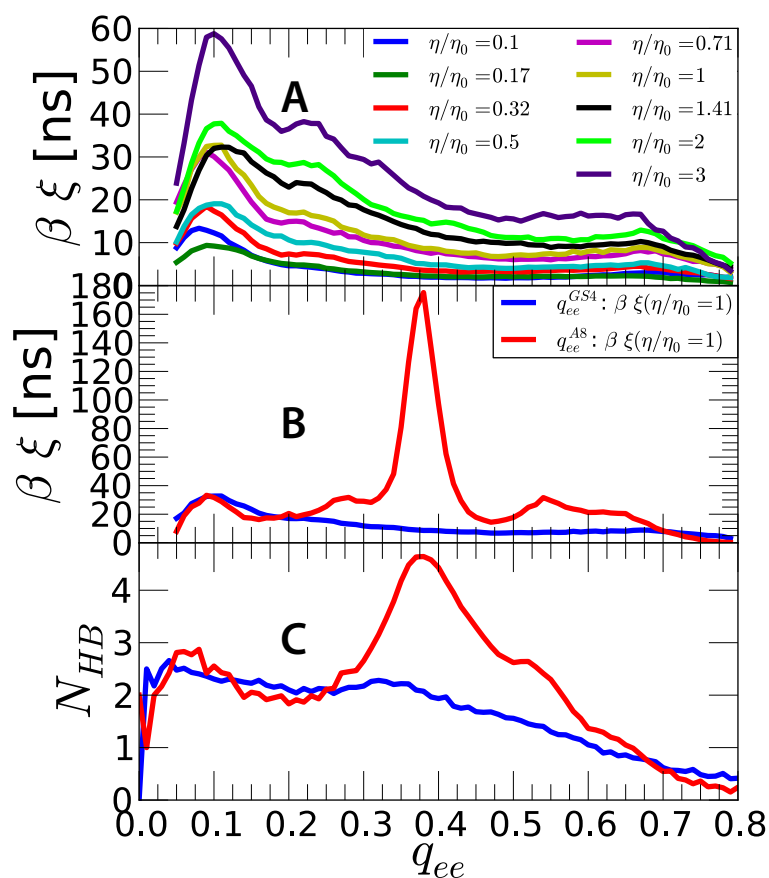 60
50
40
30
20
10
0
β ξ [ns]
A
η/η₀ =0.1
η/η₀ =0.17
η/η₀ =0.32
η/η₀ =0.5
η/η₀ =0.71
η/η₀ =1
η/η₀ =1.41
η/η₀ =2
η/η₀ =3
180
160
140
120
100
80
60
40
20
0
β ξ [ns]
B
q_ee^GS4 : β ξ(η/η₀ =1)
q_ee^A8 : β ξ(η/η₀ =1)
4
3
2
1
0
N_HB
C
0.0 0.1 0.2 0.3 0.4 0.5 0.6 0.7 0.8
q_ee